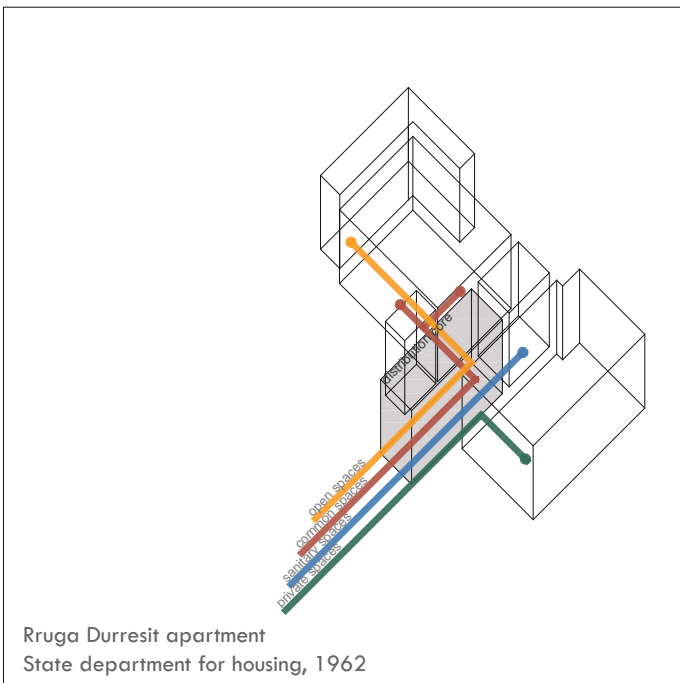 distribution core
open spaces
common spaces
sanitary spaces
private spaces
Rruga Durresit apartment
State department for housing, 1962